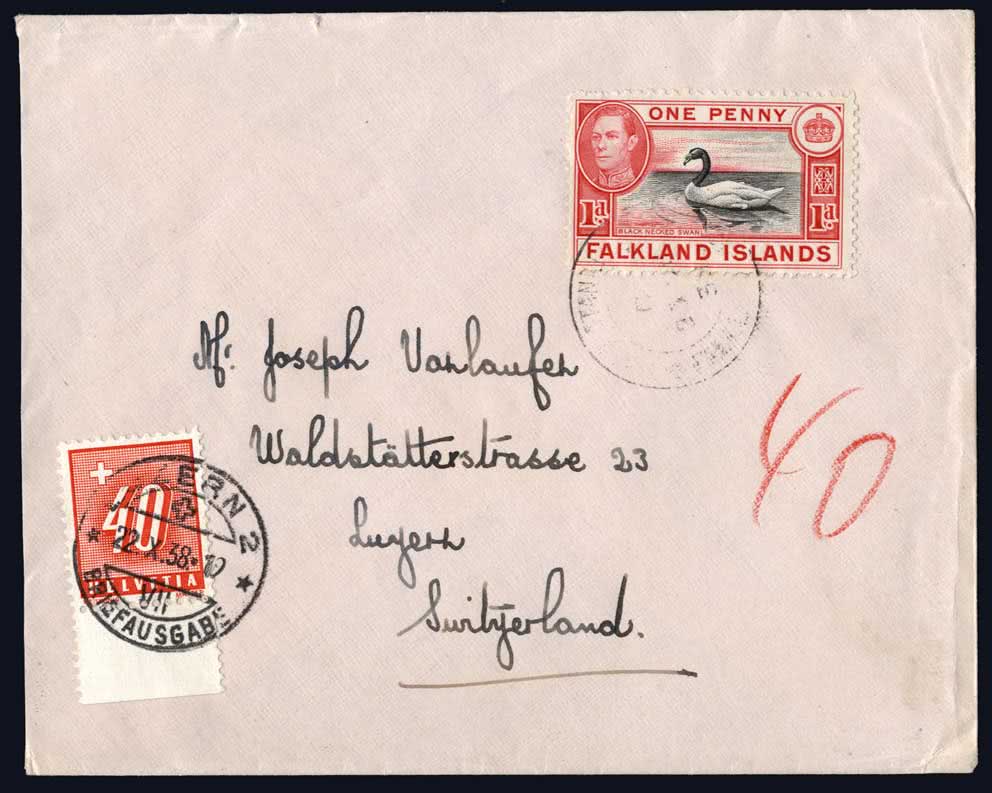 ONE PENNY
1d 1d
BLACK NECKED SWAN
FALKLAND ISLANDS
Mr. Joseph Vonlaufen
Waldstätterstrasse 23
Luzern
Switzerland.
40
40
HELVETIA
ERN 2
22.X.38
BRIEFAUSGABE